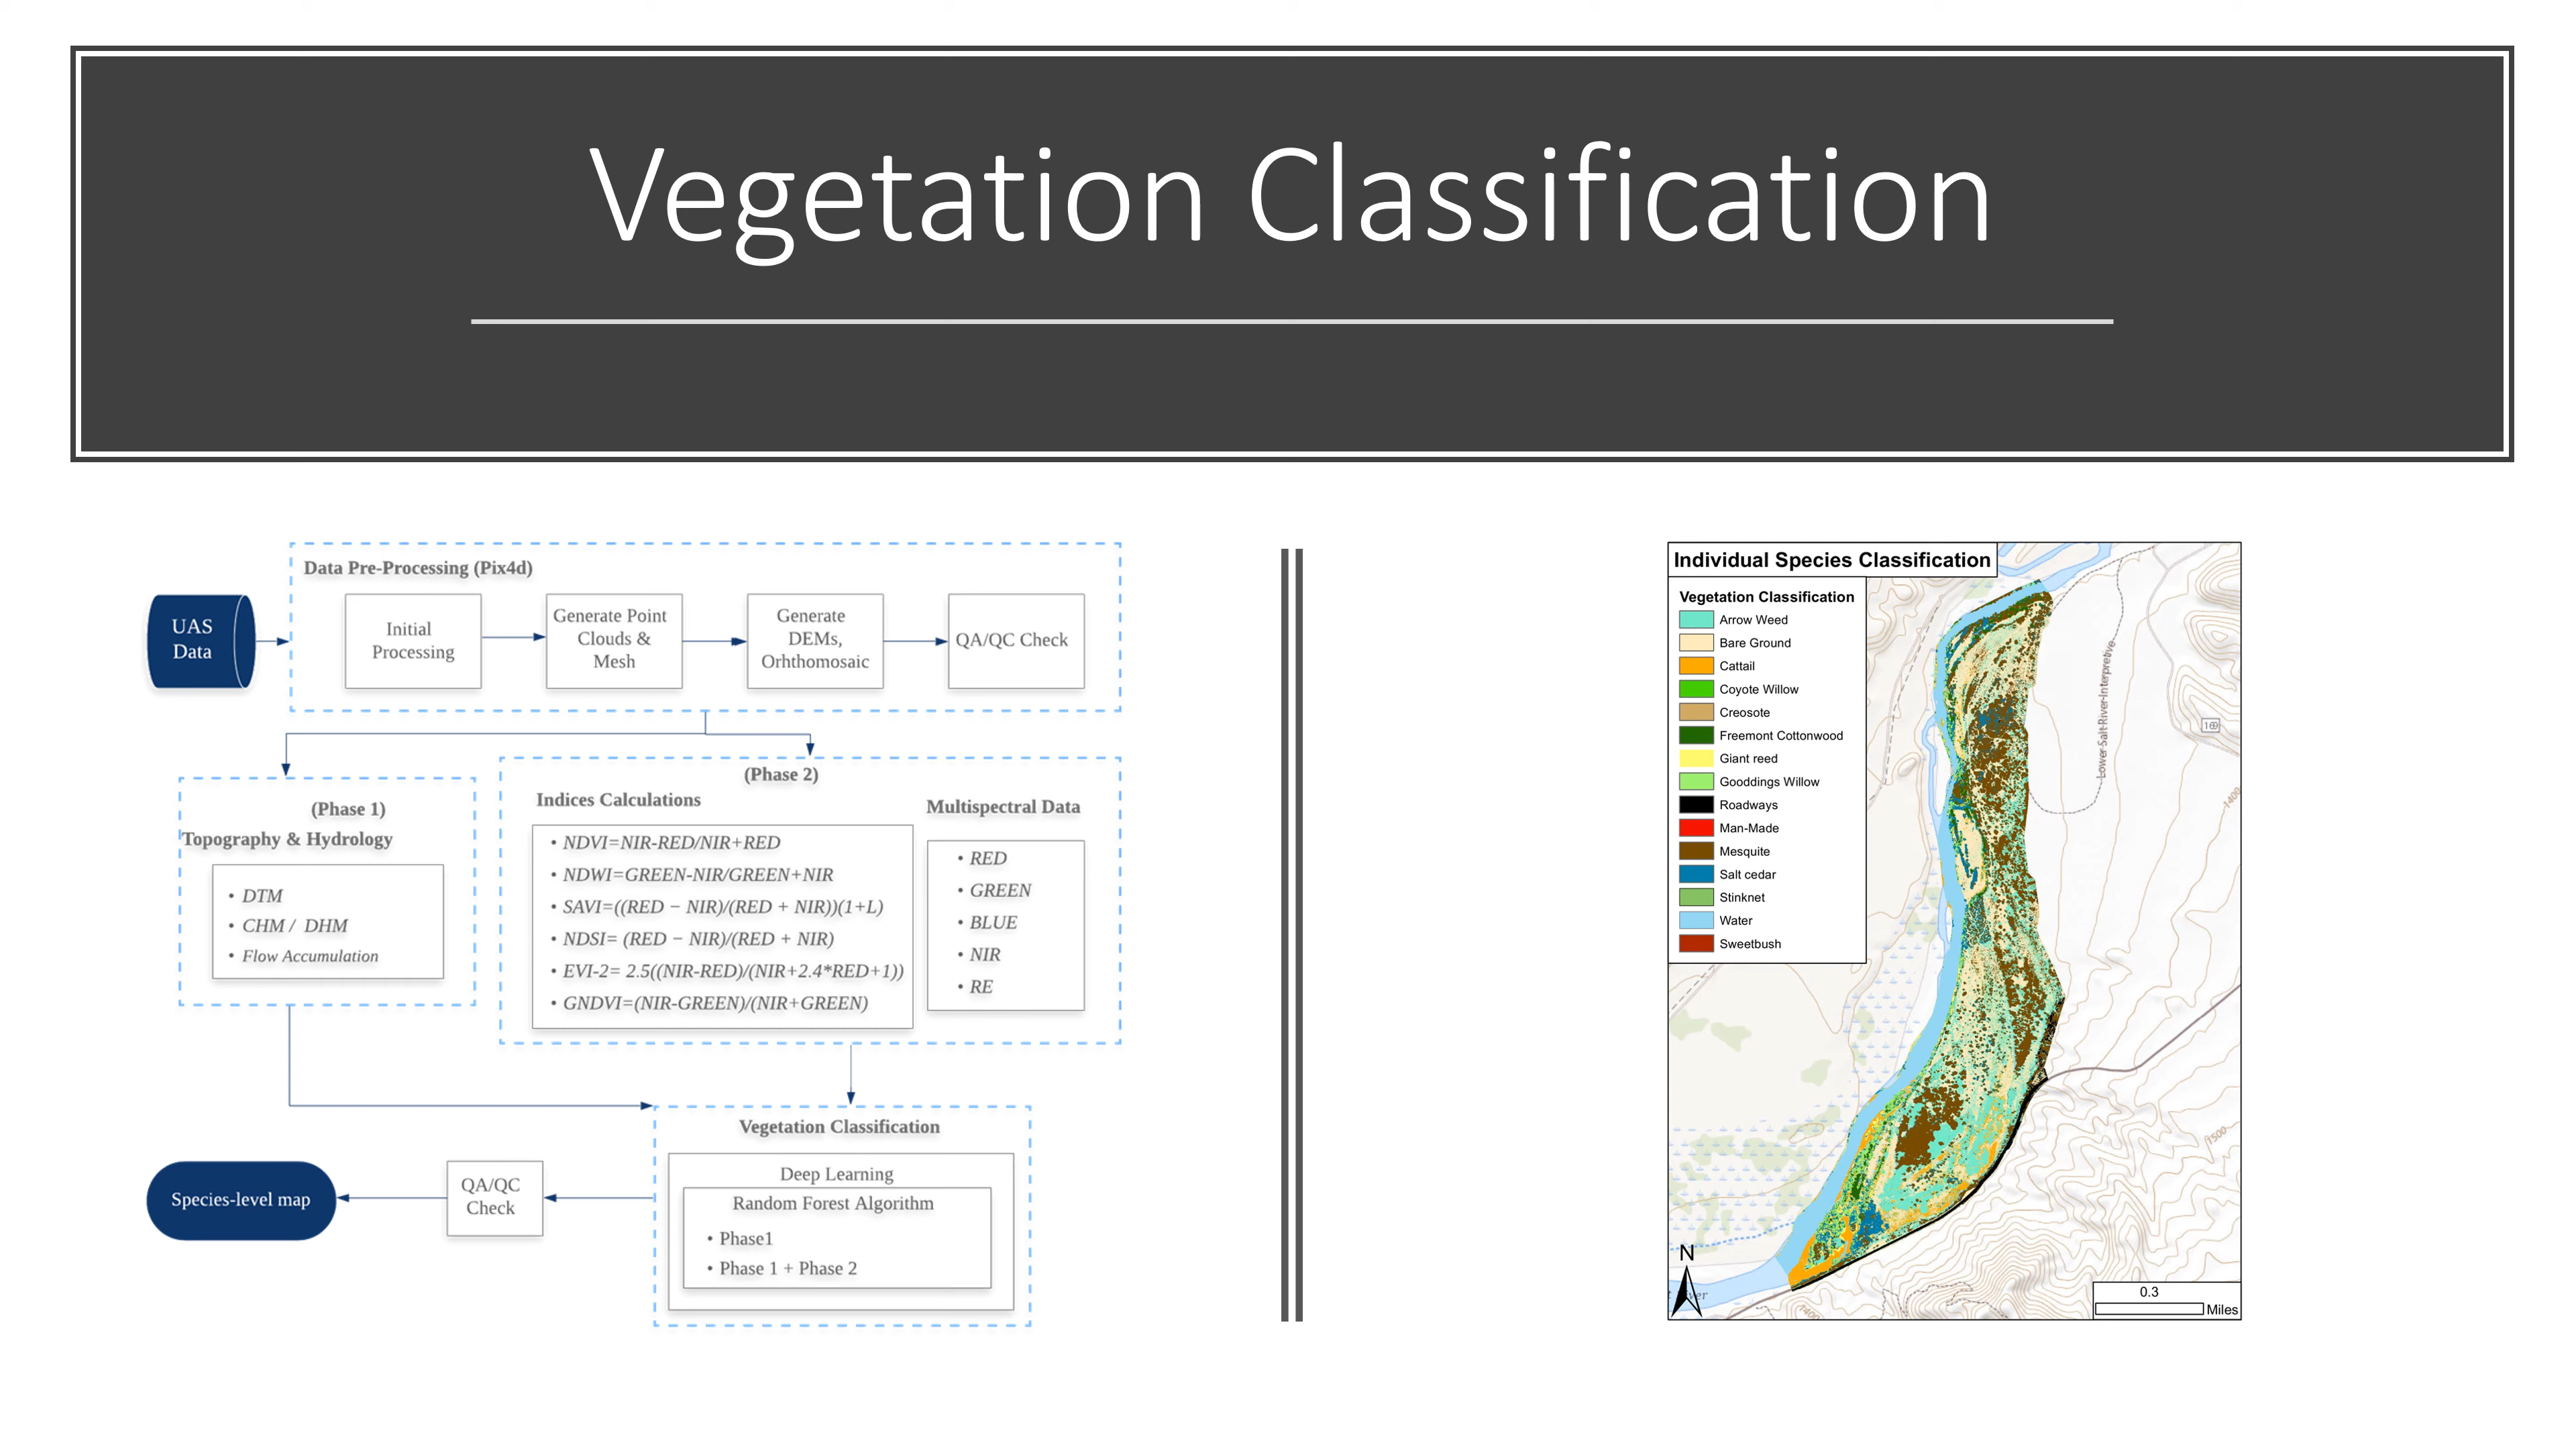 Vegetation Classification
Data Pre-Processing (Pix4d)
UAS
Data
Initial
Processing
Generate Point
Clouds &
Mesh
Generate
DEMs,
Orhthomosaic
QA/QC Check
(Phase 1)
Topography & Hydrology
• DTM
• CHM / DHM
• Flow Accumulation
(Phase 2)
Indices Calculations
• NDVI=NIR-RED/NIR+RED
• NDWI=GREEN-NIR/GREEN+NIR
• SAVI=((RED − NIR)/(RED + NIR))(1+L)
• NDSI= (RED − NIR)/(RED + NIR)
• EVI-2= 2.5((NIR-RED)/(NIR+2.4*RED+1))
• GNDVI=(NIR-GREEN)/(NIR+GREEN)
Multispectral Data
• RED
• GREEN
• BLUE
• NIR
• RE
Vegetation Classification
Deep Learning
Random Forest Algorithm
• Phase1
• Phase 1 + Phase 2
QA/QC
Check
Species-level map
Individual Species Classification
Vegetation Classification
Arrow Weed
Bare Ground
Cattail
Coyote Willow
Creosote
Freemont Cottonwood
Giant reed
Gooddings Willow
Roadways
Man-Made
Mesquite
Salt cedar
Stinknet
Water
Sweetbush
Lower-Salt-River-Interpretive
169
1400
1500
1400
N
0.3
Miles